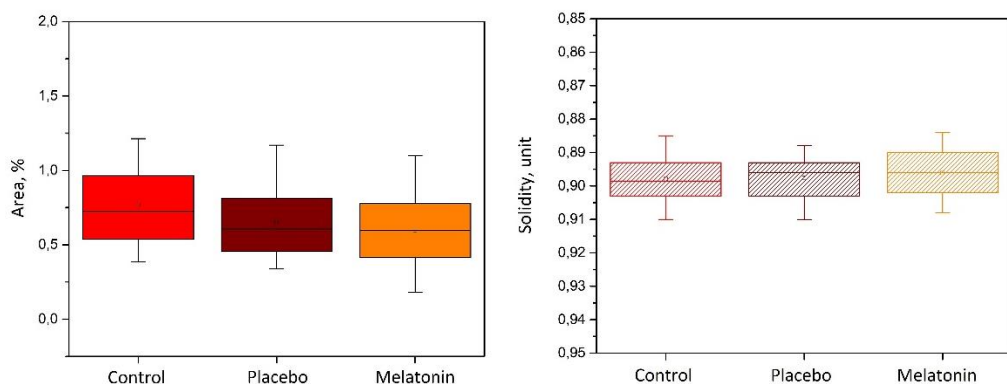 Area, %
2,0
1,5
1,0
0,5
0,0
Control
Placebo
Melatonin
Solidity, unit
0,85
0,86
0,87
0,88
0,89
0,90
0,91
0,92
0,93
0,94
0,95
Control
Placebo
Melatonin